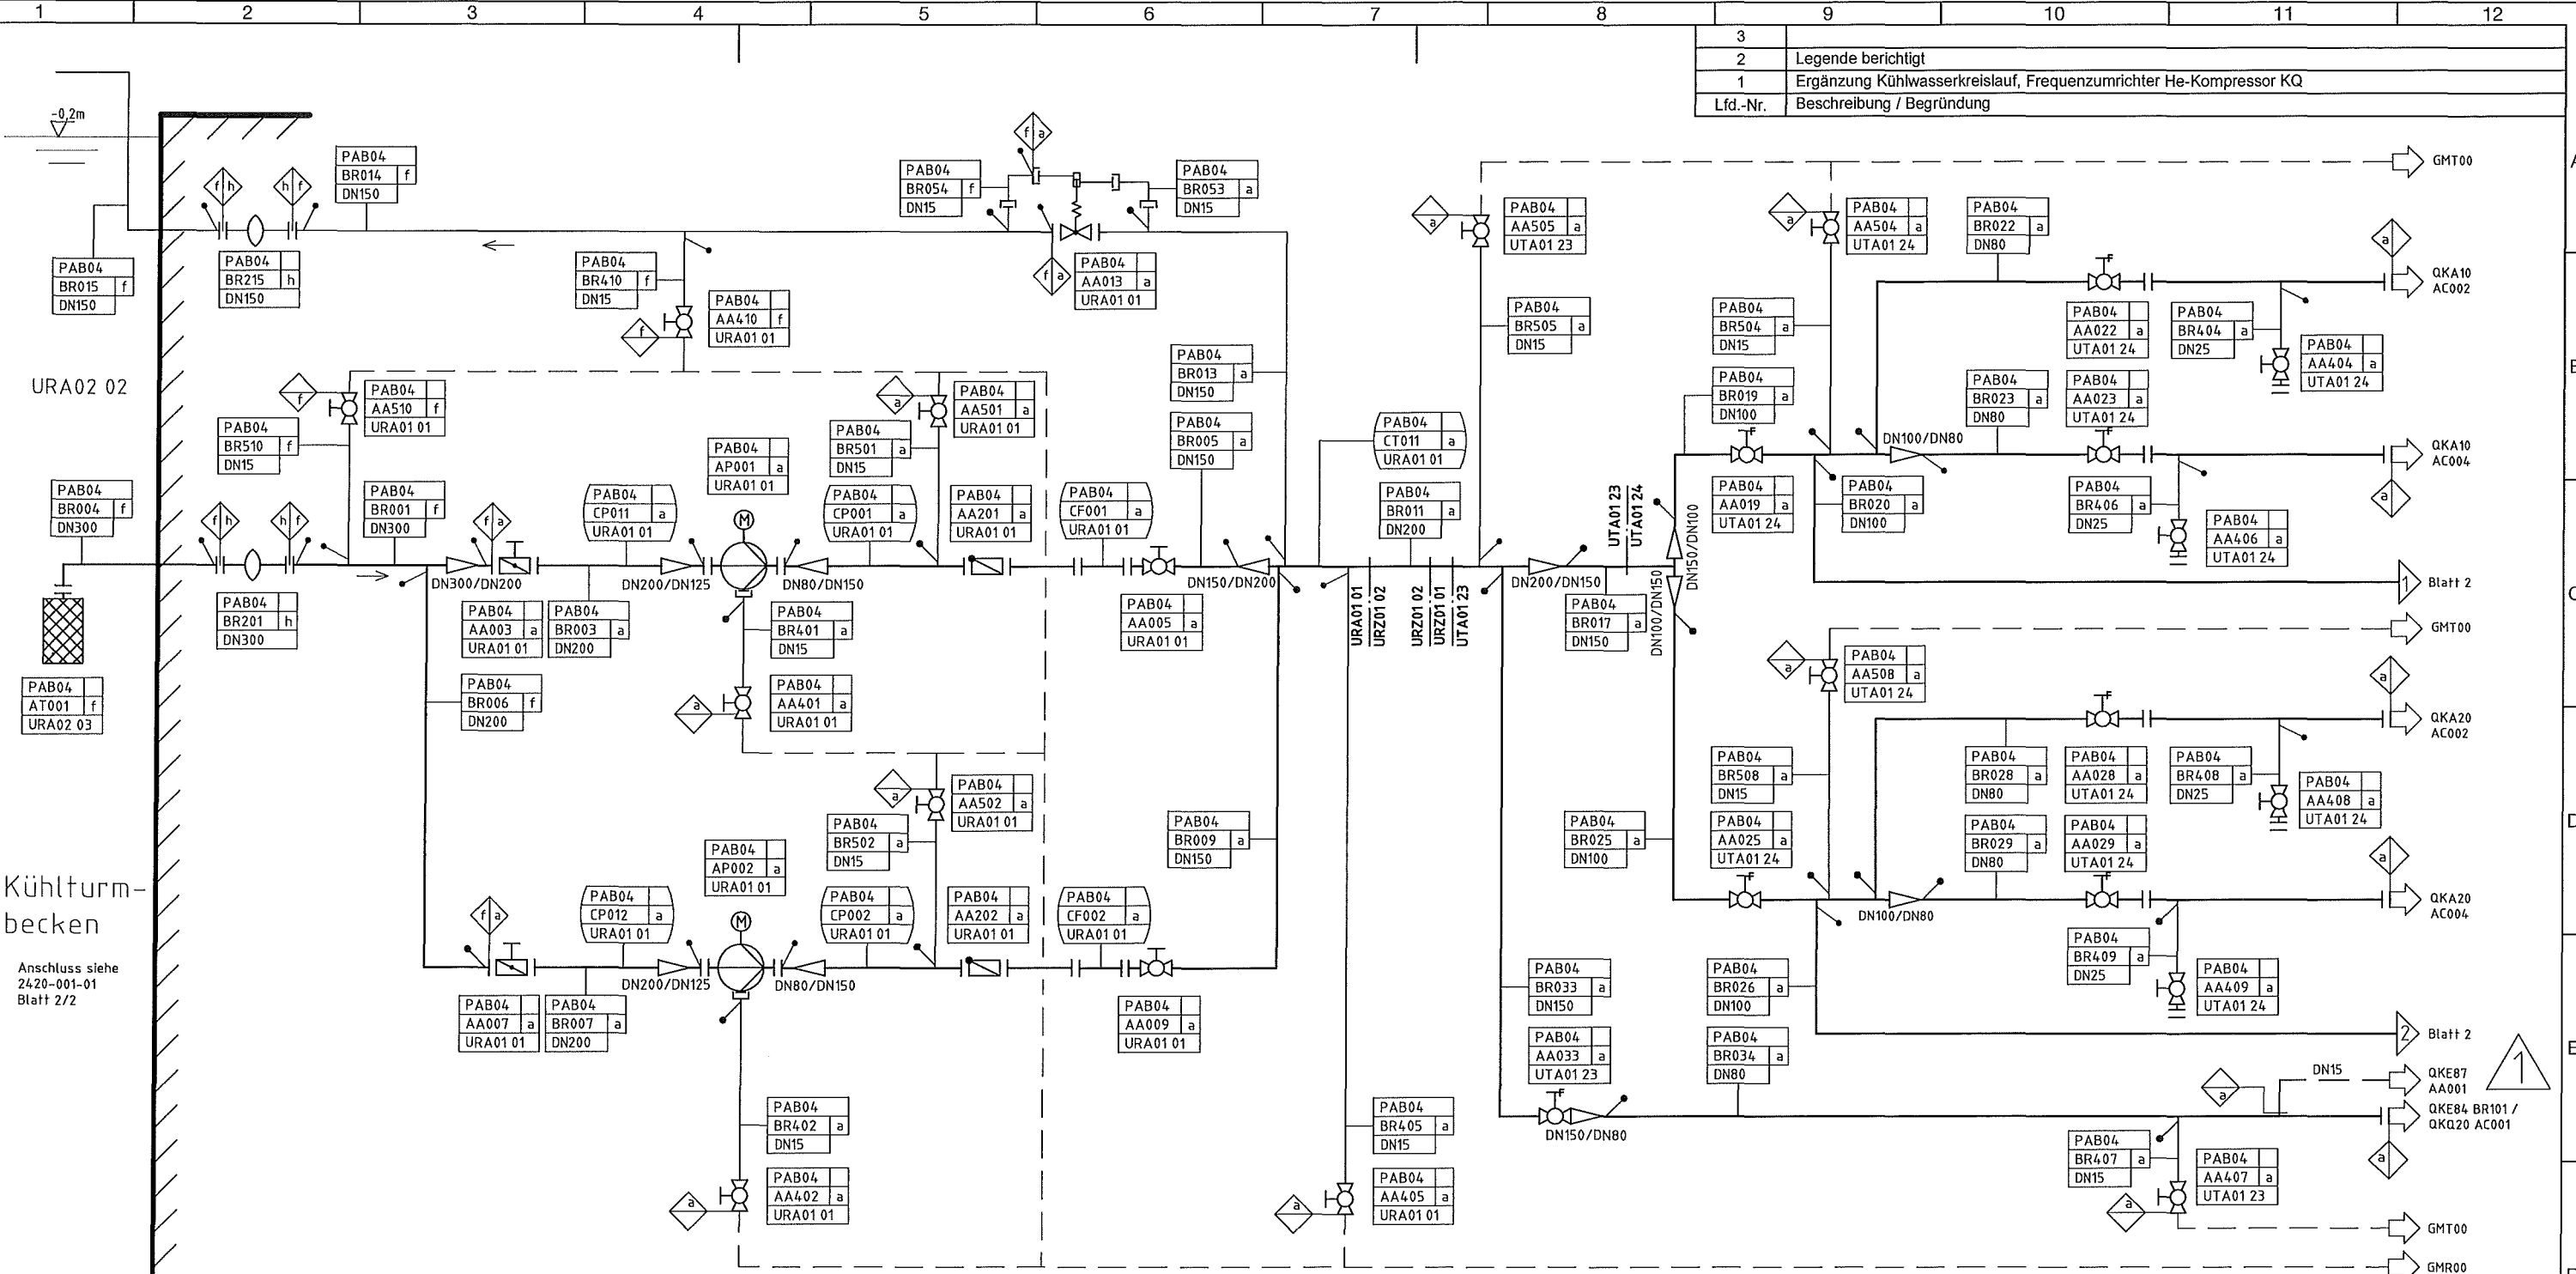 1 2 3 4 5 6 7 8 9 10 11 12
3
2 Legende berichtigt
1 Ergänzung Kühlwasserkreislauf, Frequenzumrichter He-Kompressor KQ
Lfd.-Nr. Beschreibung / Begründung
-0,2m
PAB04
BR014 f
DN150
f h
h f
PAB04
BR015 f
DN150
PAB04
BR215 h
DN150
PAB04
BR054 f
DN15
f a
PAB04
BR053 a
DN15
PAB04
BR410 f
DN15
PAB04
AA410 f
URA01 01
f
f a
PAB04
AA013 a
URA01 01
a
PAB04
AA505 a
UTA01 23
a
PAB04
AA504 a
UTA01 24
PAB04
BR022 a
DN80
GMT00
A
a
QKA10
AC002
PAB04
BR505 a
DN15
PAB04
BR504 a
DN15
F
PAB04
AA022 a
UTA01 24
PAB04
BR404 a
DN25
PAB04
AA404 a
UTA01 24
URA02 02
f
PAB04
AA510 f
URA01 01
PAB04
BR510 f
DN15
a
PAB04
AA501 a
URA01 01
PAB04
BR501 a
DN15
PAB04
AP001 a
URA01 01
PAB04
BR013 a
DN150
PAB04
BR005 a
DN150
PAB04
CT011 a
URA01 01
PAB04
BR019 a
DN100
PAB04
BR023 a
DN80
PAB04
AA023 a
UTA01 24
F
F
DN100/DN80
QKA10
AC004
a
PAB04
BR004 f
DN300
f h
h f
PAB04
BR001 f
DN300
f a
PAB04
CP011 a
URA01 01
M
PAB04
CP001 a
URA01 01
PAB04
AA201 a
URA01 01
PAB04
CF001 a
URA01 01
PAB04
BR011 a
DN200
UTA01 23
UTA01 24
PAB04
AA019 a
UTA01 24
PAB04
BR020 a
DN100
PAB04
BR406 a
DN25
PAB04
AA406 a
UTA01 24
DN300/DN200
DN200/DN125
DN80/DN150
DN150/DN200
DN200/DN150
DN150/DN100
DN100/DN150
1 Blatt 2
PAB04
BR201 h
DN300
PAB04
AA003 a
URA01 01
PAB04
BR003 a
DN200
PAB04
BR401 a
DN15
PAB04
AA005 a
URA01 01
URA01 01
URZ01 02
URZ01 02
URZ01 01
UTA01 23
PAB04
BR017 a
DN150
GMT00
PAB04
AT001 f
URA02 03
PAB04
BR006 f
DN200
a
PAB04
AA401 a
URA01 01
a
PAB04
AA508 a
UTA01 24
a
F
QKA20
AC002
a
PAB04
AA502 a
URA01 01
PAB04
BR508 a
DN15
PAB04
BR028 a
DN80
PAB04
AA028 a
UTA01 24
PAB04
BR408 a
DN25
PAB04
AA408 a
UTA01 24
D
PAB04
AP002 a
URA01 01
PAB04
BR502 a
DN15
PAB04
BR009 a
DN150
PAB04
BR025 a
DN100
PAB04
AA025 a
UTA01 24
PAB04
BR029 a
DN80
PAB04
AA029 a
UTA01 24
a
Kühlturm-
becken
Anschluss siehe
2420-001-01
Blatt 2/2
f a
PAB04
CP012 a
URA01 01
M
PAB04
CP002 a
URA01 01
PAB04
AA202 a
URA01 01
PAB04
CF002 a
URA01 01
F
F
DN100/DN80
QKA20
AC004
DN200/DN125
DN80/DN150
PAB04
BR409 a
DN25
PAB04
AA409 a
UTA01 24
PAB04
AA007 a
URA01 01
PAB04
BR007 a
DN200
PAB04
AA009 a
URA01 01
PAB04
BR033 a
DN150
PAB04
BR026 a
DN100
PAB04
AA033 a
UTA01 23
PAB04
BR034 a
DN80
2 Blatt 2
1
F
DN150/DN80
a
DN15
QKE87
AA001
QKE84 BR101 /
QKQ20 AC001
PAB04
BR402 a
DN15
PAB04
BR405 a
DN15
PAB04
BR407 a
DN15
a
PAB04
AA402 a
URA01 01
a
PAB04
AA405 a
URA01 01
a
a
PAB04
AA407 a
UTA01 23
GMT00
GMR00